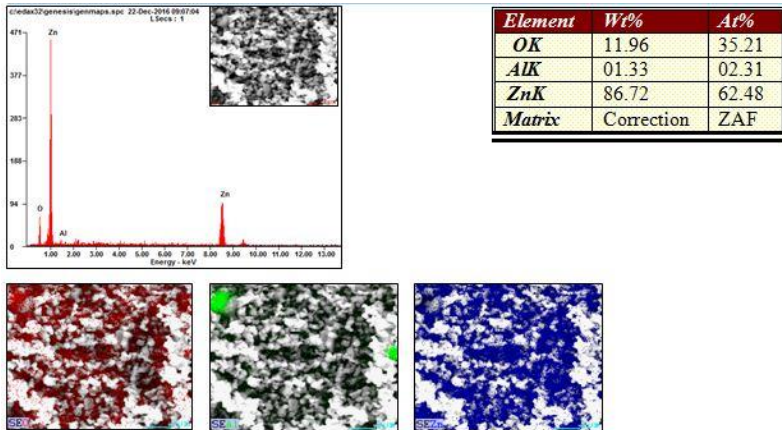 c:\edax32\genesis\genmaps.spc 22-Dec-2016 09:07:04
LSecs : 1
471
377
283
188
94
0
Zn
O
Al
Zn
1.00 2.00 3.00 4.00 5.00 6.00 7.00 8.00 9.00 10.00 11.00 12.00 13.00
Energy - keV
Element Wt% At%
OK 11.96 35.21
AlK 01.33 02.31
ZnK 86.72 62.48
Matrix Correction ZAF
SE
SE
SEZn